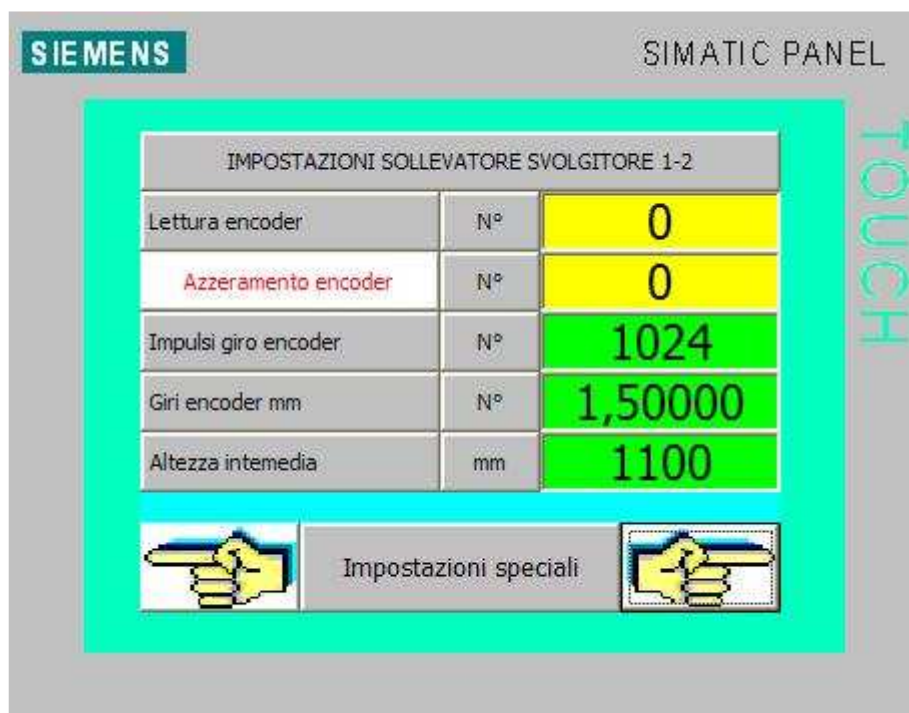 SIEMENS
SIMATIC PANEL
TOUCH
IMPOSTAZIONI SOLLEVATORE SVOLGITORE 1-2
Lettura encoder N° 0
Azzeramento encoder N° 0
Impulsi giro encoder N° 1024
Giri encoder mm N° 1,50000
Altezza intemedia mm 1100
Impostazioni speciali